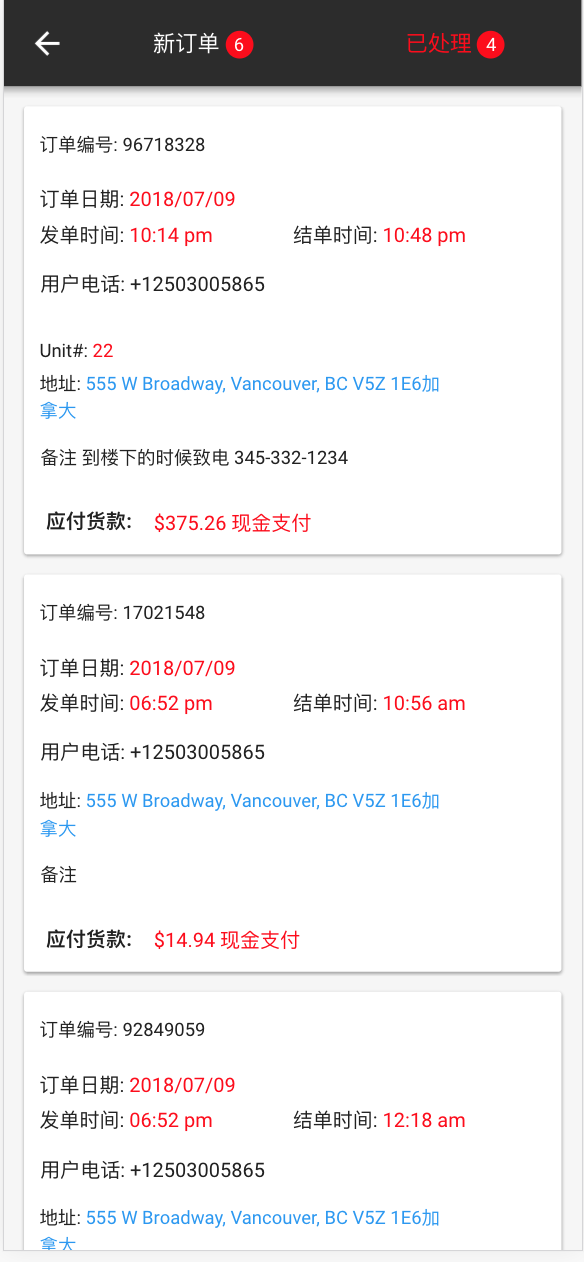 新订单 6 已处理 4
订单编号: 96718328
订单日期: 2018/07/09
发单时间: 10:14 pm 结单时间: 10:48 pm
用户电话: +12503005865
Unit#: 22
地址: 555 W Broadway, Vancouver, BC V5Z 1E6加
拿大
备注 到楼下的时候致电 345-332-1234
应付货款: $375.26 现金支付
订单编号: 17021548
订单日期: 2018/07/09
发单时间: 06:52 pm 结单时间: 10:56 am
用户电话: +12503005865
地址: 555 W Broadway, Vancouver, BC V5Z 1E6加
拿大
备注
应付货款: $14.94 现金支付
订单编号: 92849059
订单日期: 2018/07/09
发单时间: 06:52 pm 结单时间: 12:18 am
用户电话: +12503005865
地址: 555 W Broadway, Vancouver, BC V5Z 1E6加
拿大